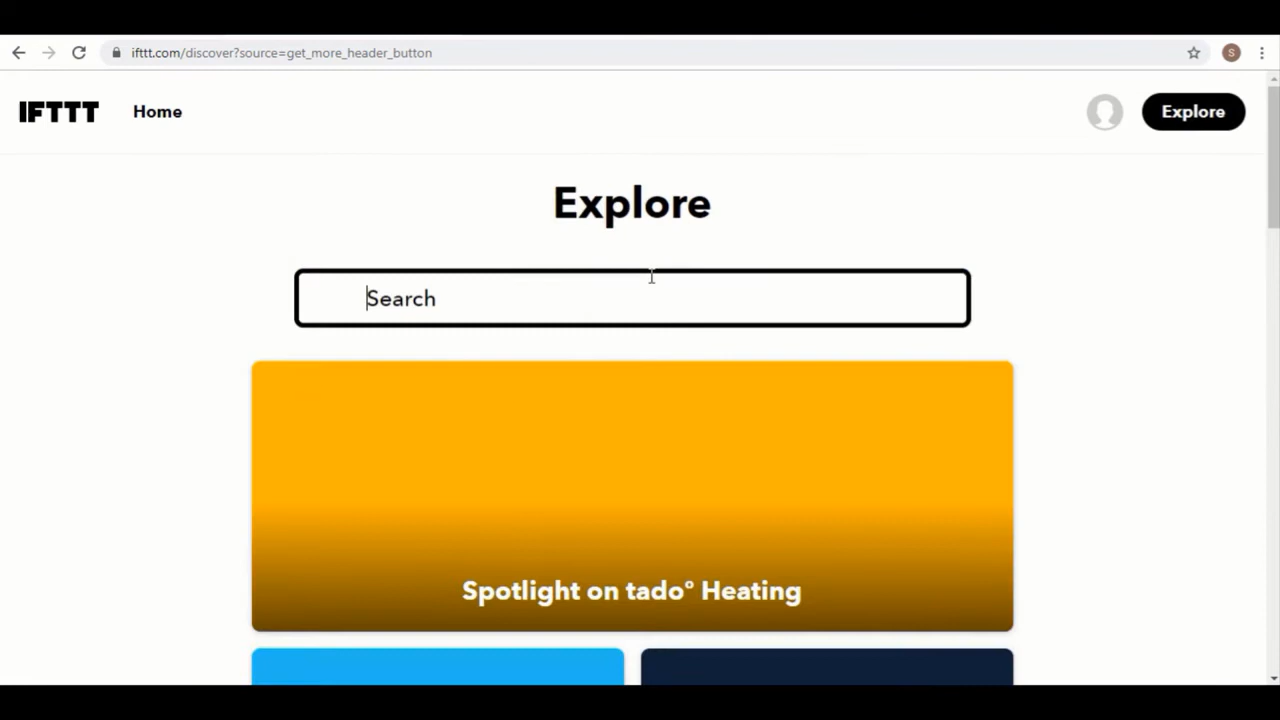 ifttt.com/discover?source=get_more_header_button
S
IFTTT
Home
Explore
Explore
Search
Spotlight on tado° Heating